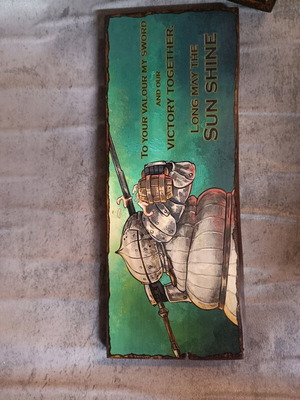 To your valour my sword
and our
victory together.
Long may the
Sun shine